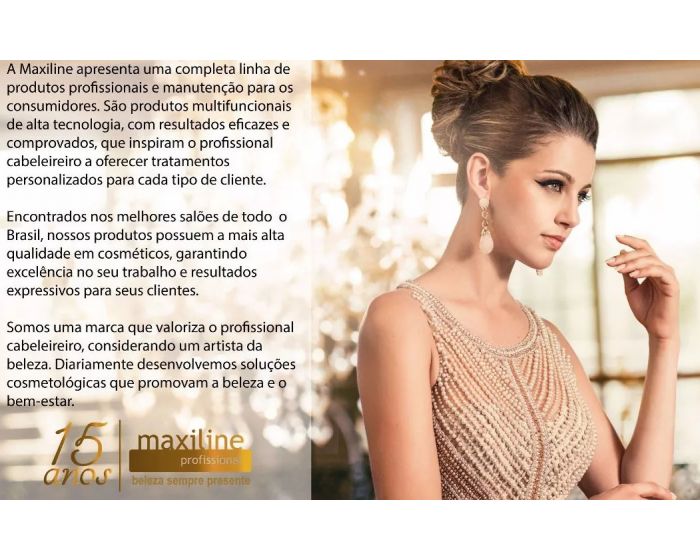 A Maxiline apresenta uma completa linha de
produtos profissionais e manutenção para os
consumidores. São produtos multifuncionais
de alta tecnologia, com resultados eficazes e
comprovados, que inspiram o profissional
cabeleireiro a oferecer tratamentos
personalizados para cada tipo de cliente.
Encontrados nos melhores salões de todo o
Brasil, nossos produtos possuem a mais alta
qualidade em cosméticos, garantindo
excelência no seu trabalho e resultados
expressivos para seus clientes.
Somos uma marca que valoriza o profissional
cabeleireiro, considerando um artista da
beleza. Diariamente desenvolvemos soluções
cosmetológicas que promovam a beleza e o
bem-estar.
15
anos
maxiline
profissional
beleza sempre presente